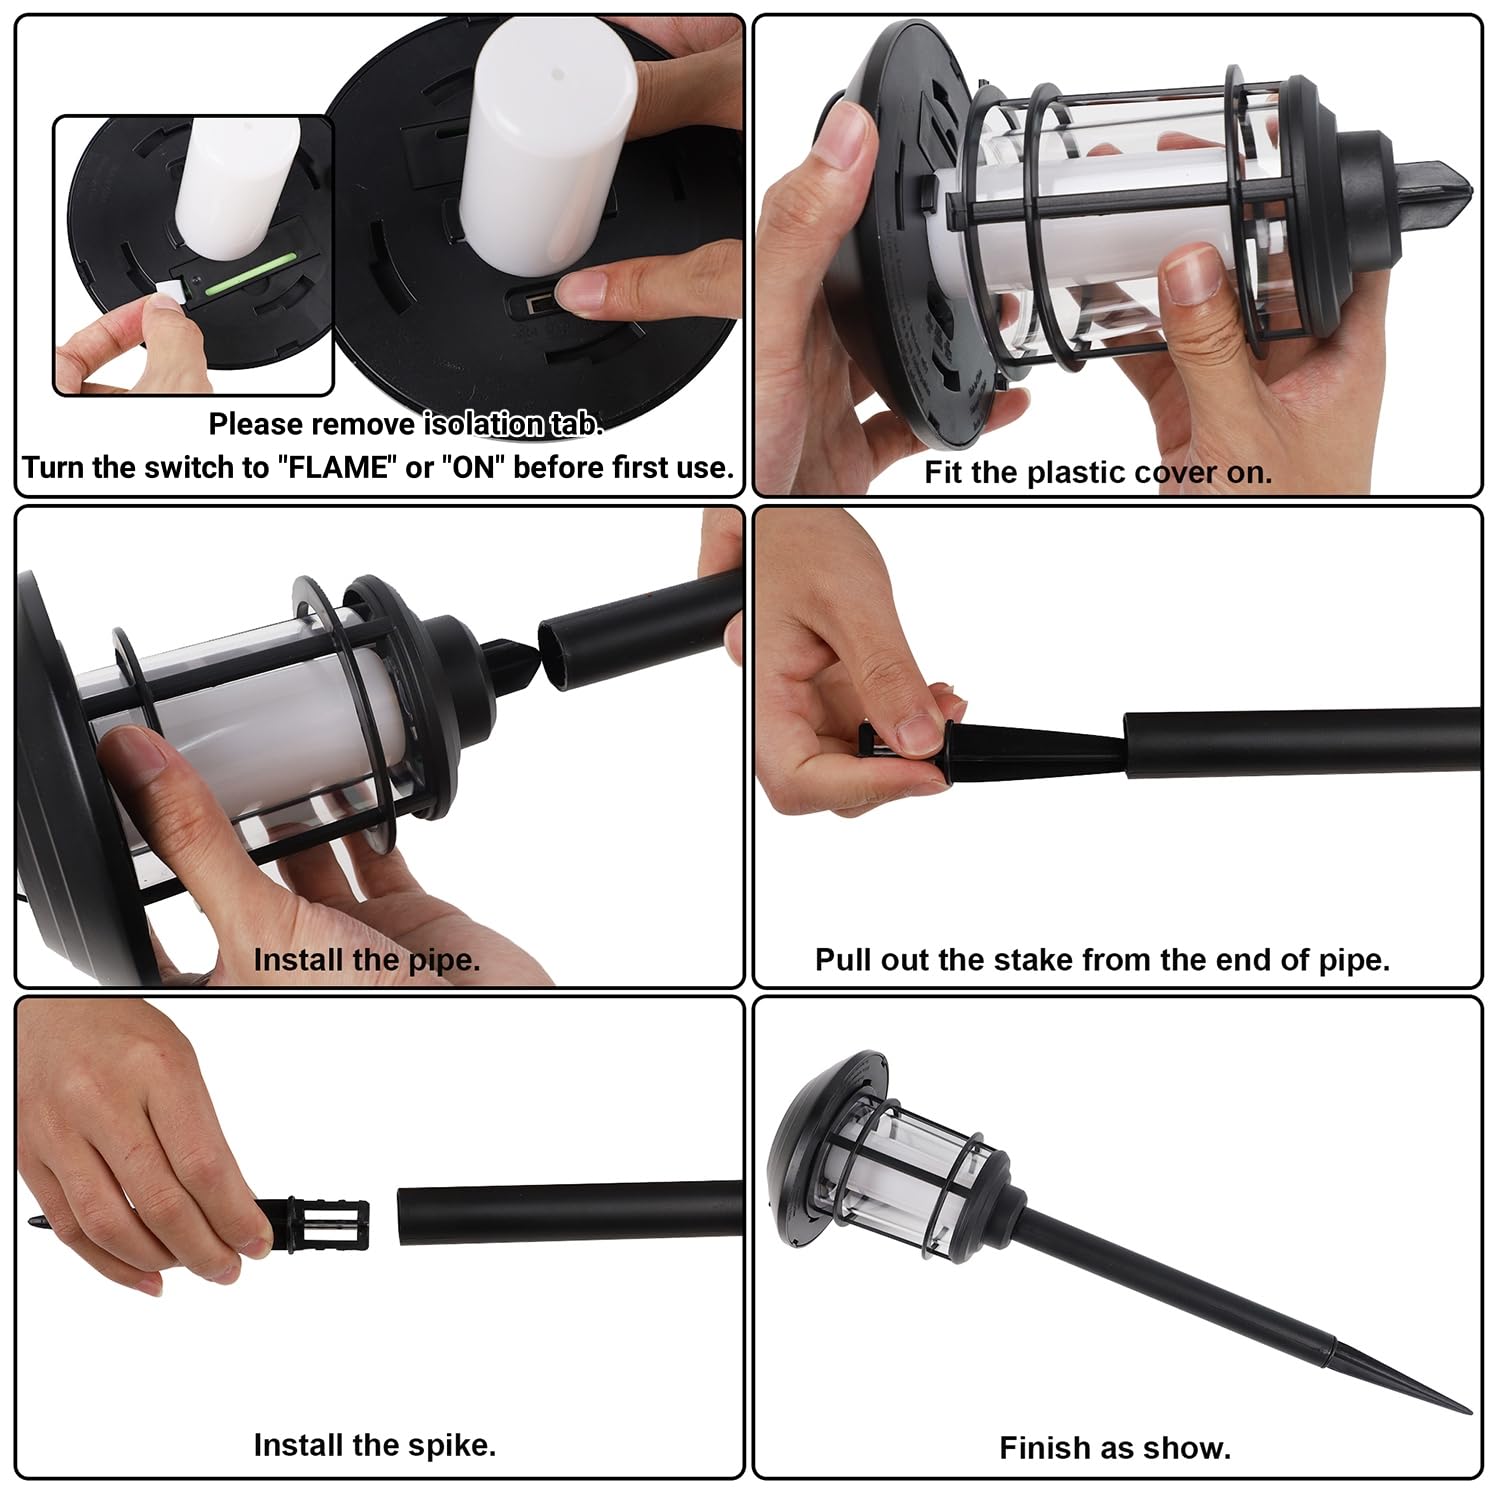 Please remove isolation tab.
Turn the switch to "FLAME" or "ON" before first use.
Fit the plastic cover on.
Install the pipe.
Pull out the stake from the end of pipe.
Install the spike.
Finish as show.